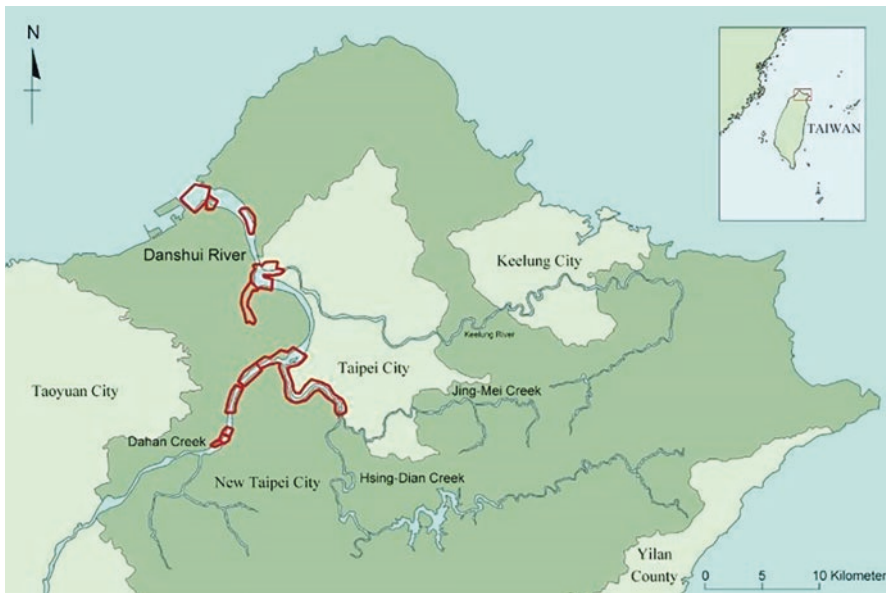 N
TAIWAN
Danshui River
Keelung City
Keelung River
Taipei City
Taoyuan City
Jing-Mei Creek
Dahan Creek
New Taipei City
Hsing-Dian Creek
Yilan
County
0 5 10 Kilometer